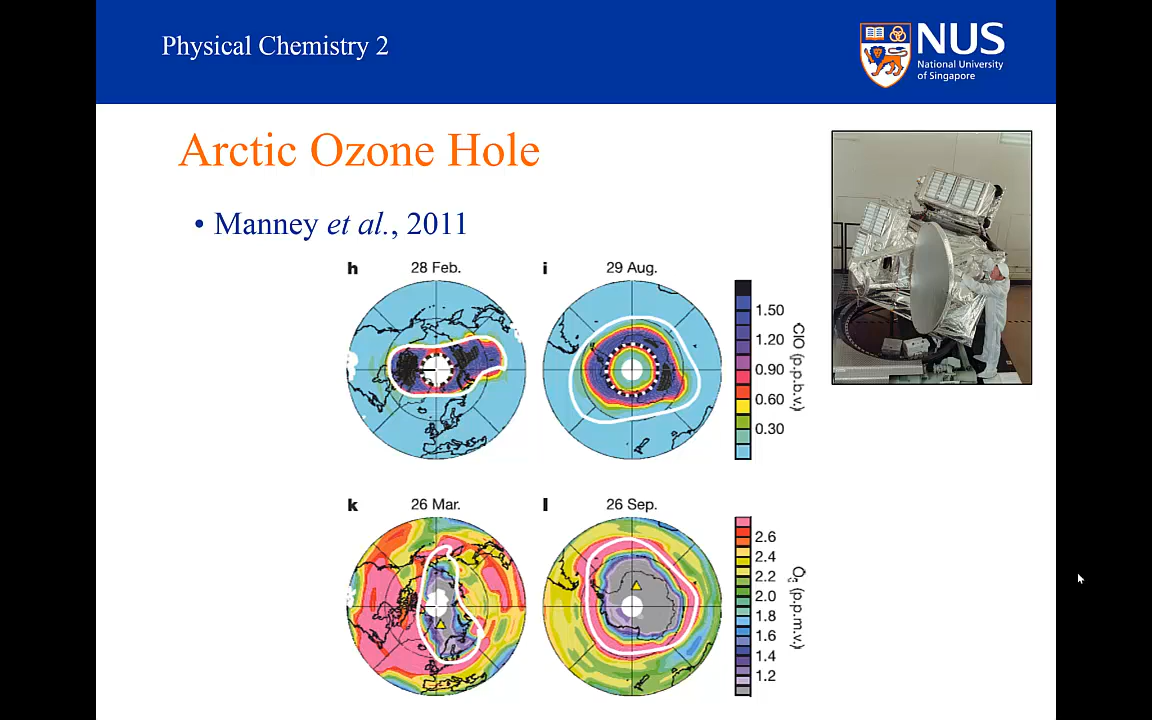 Physical Chemistry 2
NUS
National University
of Singapore
Arctic Ozone Hole
• Manney et al., 2011
h 28 Feb.
i 29 Aug.
1.50
1.20
0.90
0.60
0.30
ClO (p.p.b.v.)
k 26 Mar.
l 26 Sep.
2.6
2.4
2.2
2.0
1.8
1.6
1.4
1.2
O₃ (p.p.m.v.)